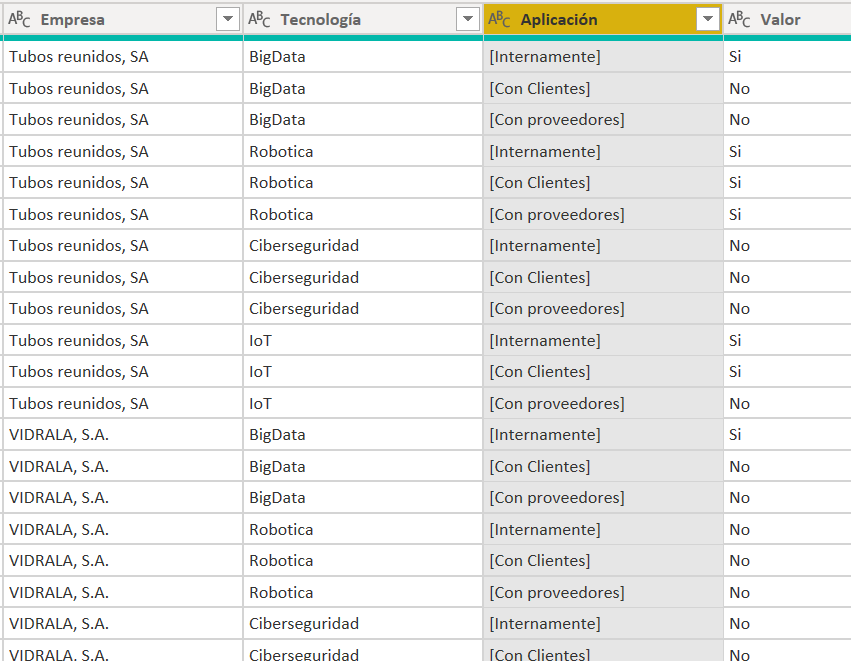 ABC Empresa ABC Tecnología ABC Aplicación ABC Valor
Tubos reunidos, SA BigData [Internamente] Si
Tubos reunidos, SA BigData [Con Clientes] No
Tubos reunidos, SA BigData [Con proveedores] No
Tubos reunidos, SA Robotica [Internamente] Si
Tubos reunidos, SA Robotica [Con Clientes] Si
Tubos reunidos, SA Robotica [Con proveedores] Si
Tubos reunidos, SA Ciberseguridad [Internamente] No
Tubos reunidos, SA Ciberseguridad [Con Clientes] No
Tubos reunidos, SA Ciberseguridad [Con proveedores] No
Tubos reunidos, SA IoT [Internamente] Si
Tubos reunidos, SA IoT [Con Clientes] Si
Tubos reunidos, SA IoT [Con proveedores] No
VIDRALA, S.A. BigData [Internamente] Si
VIDRALA, S.A. BigData [Con Clientes] No
VIDRALA, S.A. BigData [Con proveedores] No
VIDRALA, S.A. Robotica [Internamente] No
VIDRALA, S.A. Robotica [Con Clientes] No
VIDRALA, S.A. Robotica [Con proveedores] No
VIDRALA, S.A. Ciberseguridad [Internamente] No
VIDRALA, S.A. Ciberseguridad [Con Clientes] No